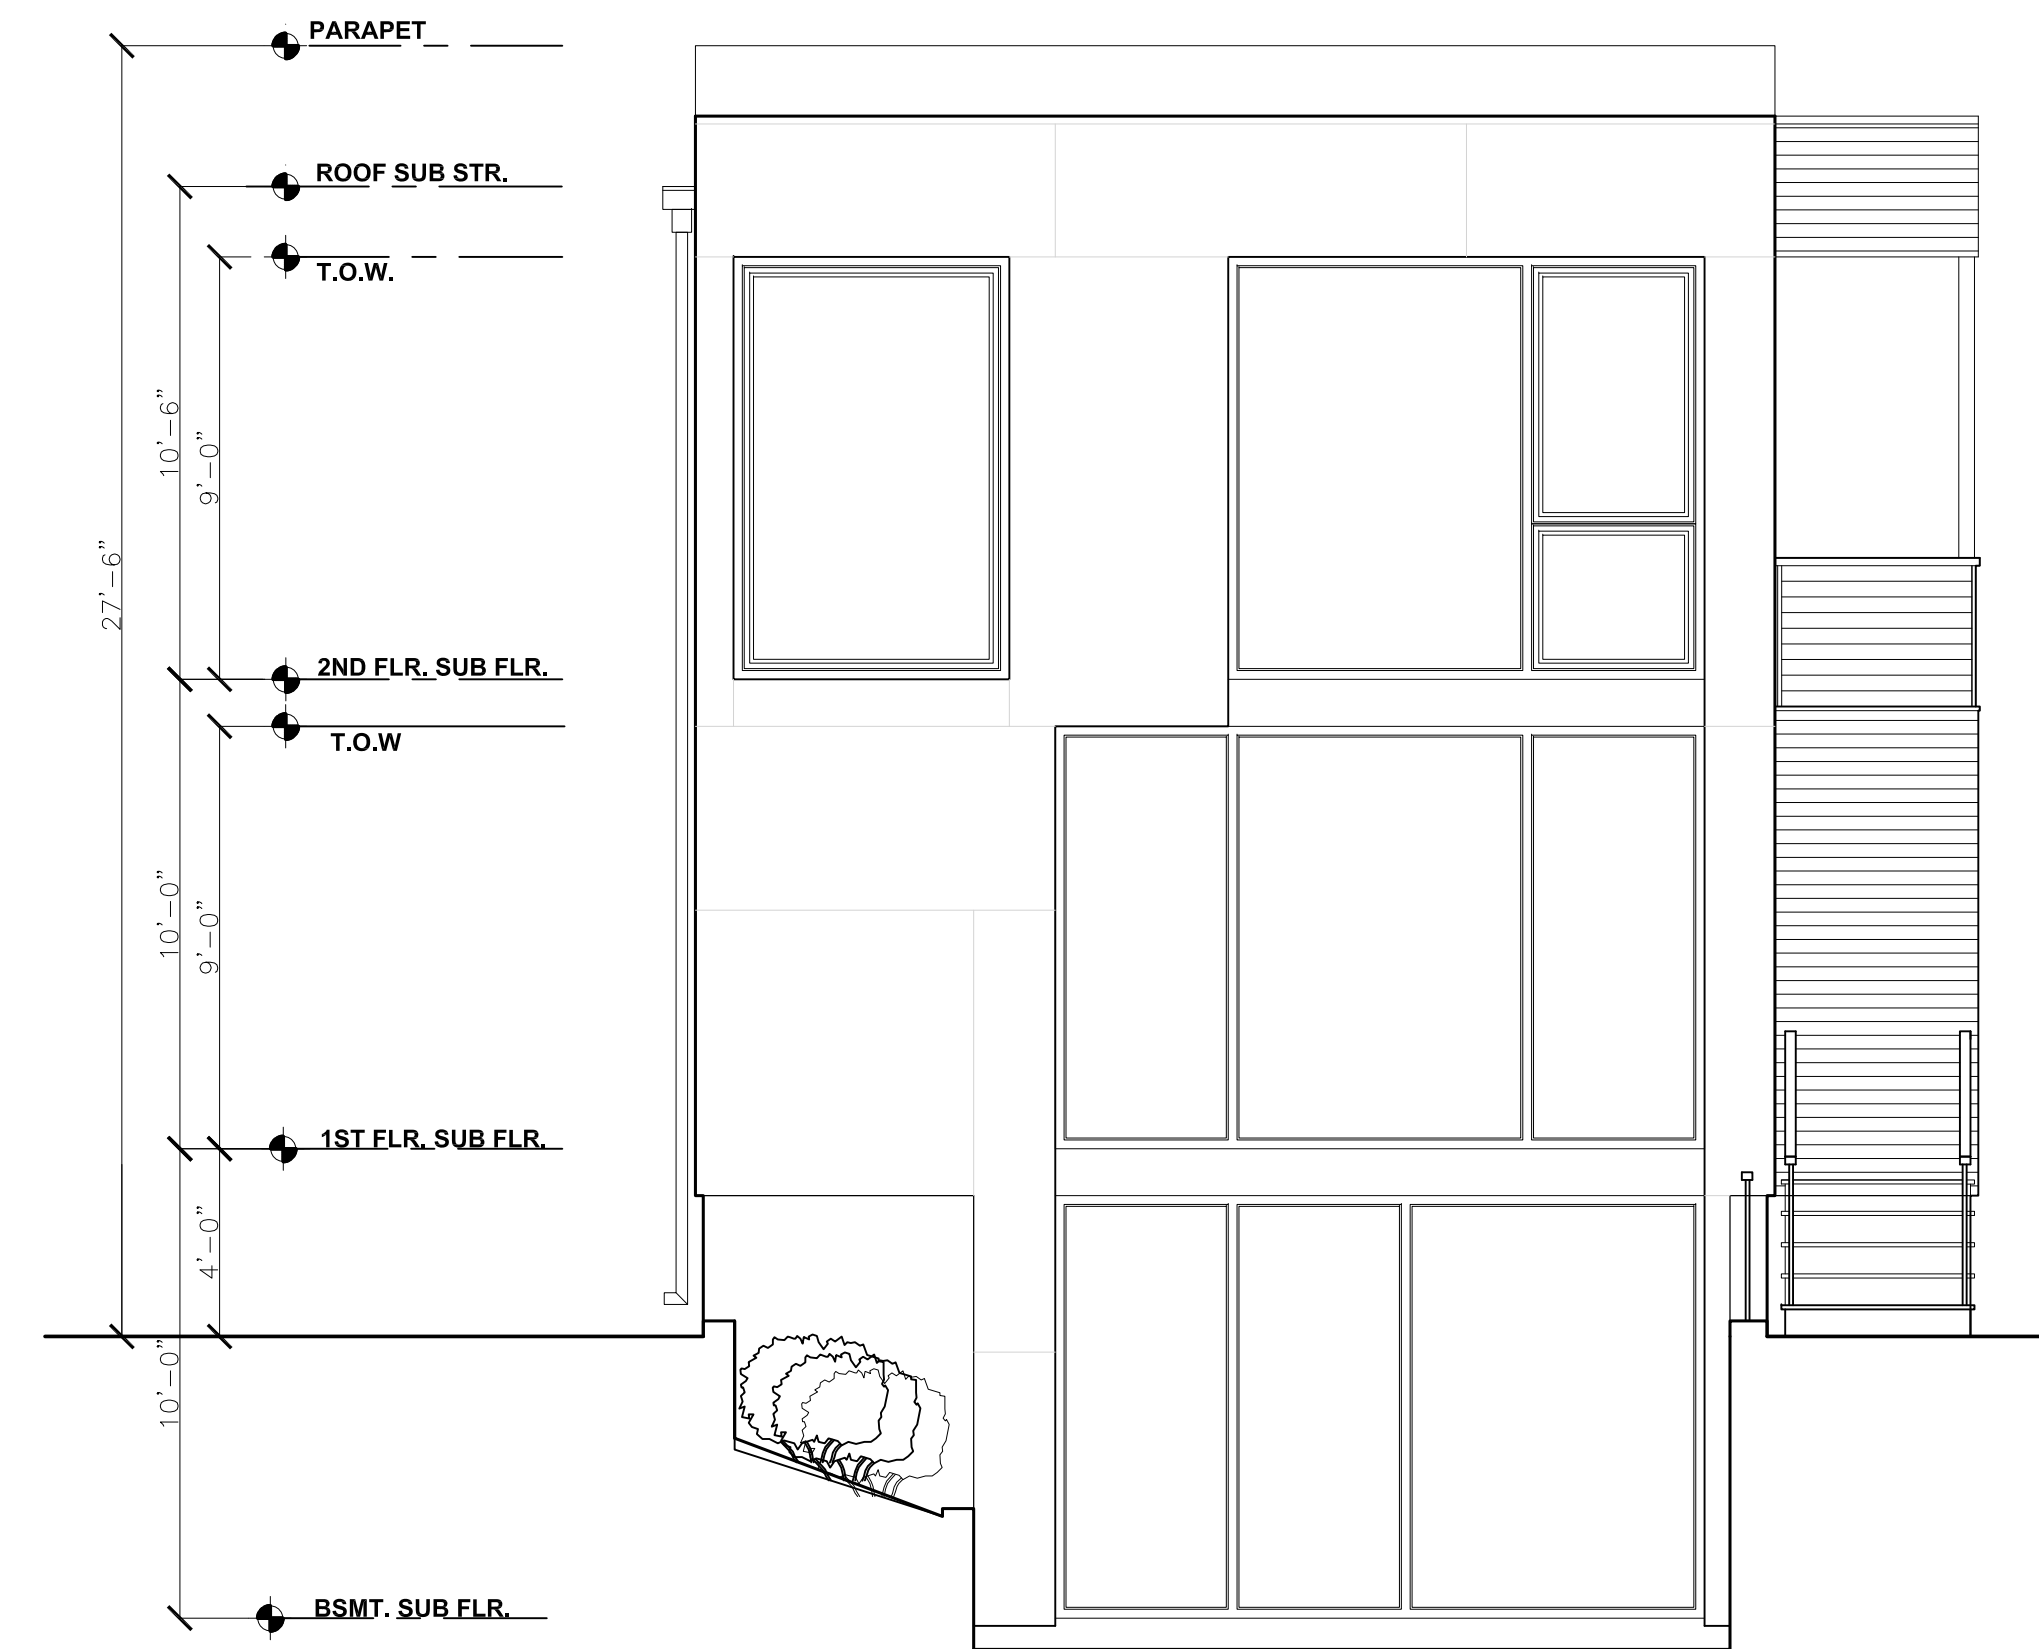 PARAPET
ROOF SUB STR.
T.O.W.
10'-6"
9'-0"
27'-6"
2ND FLR. SUB FLR.
T.O.W
10'-0"
9'-0"
1ST FLR. SUB FLR.
4'-0"
10'-0"
BSMT. SUB FLR.